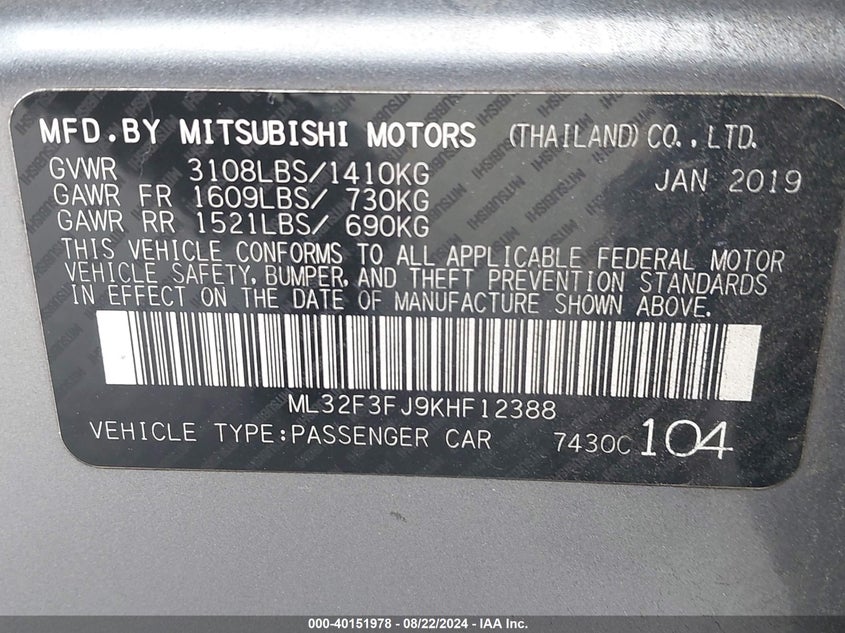 MFD.BY MITSUBISHI MOTORS (THAILAND) CO., LTD.
GVWR 3108LBS/1410KG JAN 2019
GAWR FR 1609LBS/ 730KG
GAWR RR 1521LBS/ 690KG
THIS VEHICLE CONFORMS TO ALL APPLICABLE FEDERAL MOTOR
VEHICLE SAFETY, BUMPER, AND THEFT PREVENTION STANDARDS
IN EFFECT ON THE DATE OF MANUFACTURE SHOWN ABOVE.
ML32F3FJ9KHF12388
VEHICLE TYPE:PASSENGER CAR 7430C 104
000-40151978 - 08/22/2024 - IAA Inc.